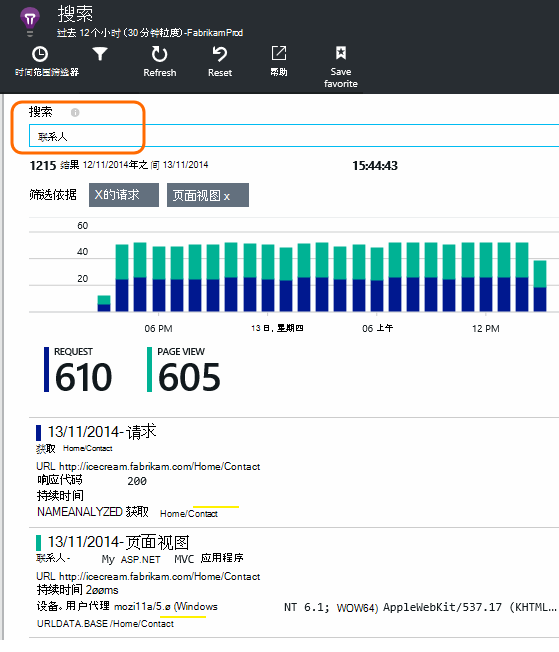 搜索
过去 12个小时 (30 分钟拉度)-FabrikamProd
时间范围筛选器
Refresh
Reset
帮助
Save favorite
搜索
联系人
1215 结果 12/11/2014年之间 13/11/2014 15:44:43
筛选依据 X的请求 页面视图 x
60
40
20
06 PM 13 日, 星期四 06 上午 12 PM
REQUEST PAGE VIEW
610 605
13/11/2014-请求
获取 Home/Contact
URL http://icecream.fabrikam.com/Home/Contact
响应代码 200
持续时间
NAMEANALYZED 获取 Home/Contact
13/11/2014-页面视图
联系人- My ASP.NET MVC 应用程序
URL http://icecream.fabrikam.com/Home/Contact
持续时间 2øøms
设备。用户代理 mozi11a/5.ø (Windows NT 6.1; WOW64) AppleWebKit/537.17 (KHTML…
URLDATA.BASE /Home/Contact